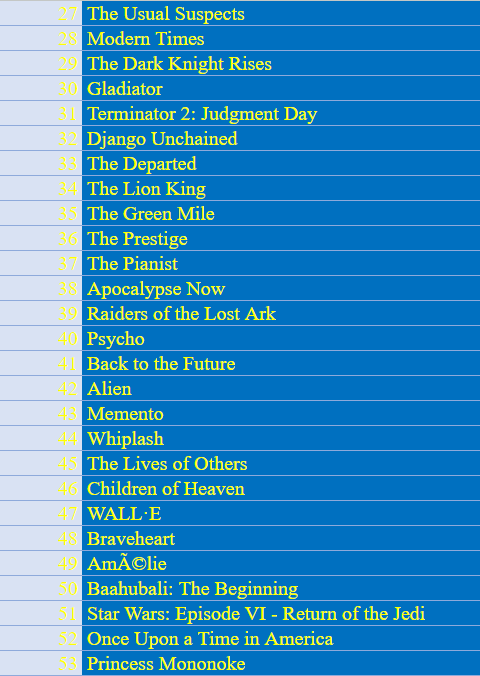 27 The Usual Suspects
28 Modern Times
29 The Dark Knight Rises
30 Gladiator
31 Terminator 2: Judgment Day
32 Django Unchained
33 The Departed
34 The Lion King
35 The Green Mile
36 The Prestige
37 The Pianist
38 Apocalypse Now
39 Raiders of the Lost Ark
40 Psycho
41 Back to the Future
42 Alien
43 Memento
44 Whiplash
45 The Lives of Others
46 Children of Heaven
47 WALL·E
48 Braveheart
49 AmÃ©lie
50 Baahubali: The Beginning
51 Star Wars: Episode VI - Return of the Jedi
52 Once Upon a Time in America
53 Princess Mononoke